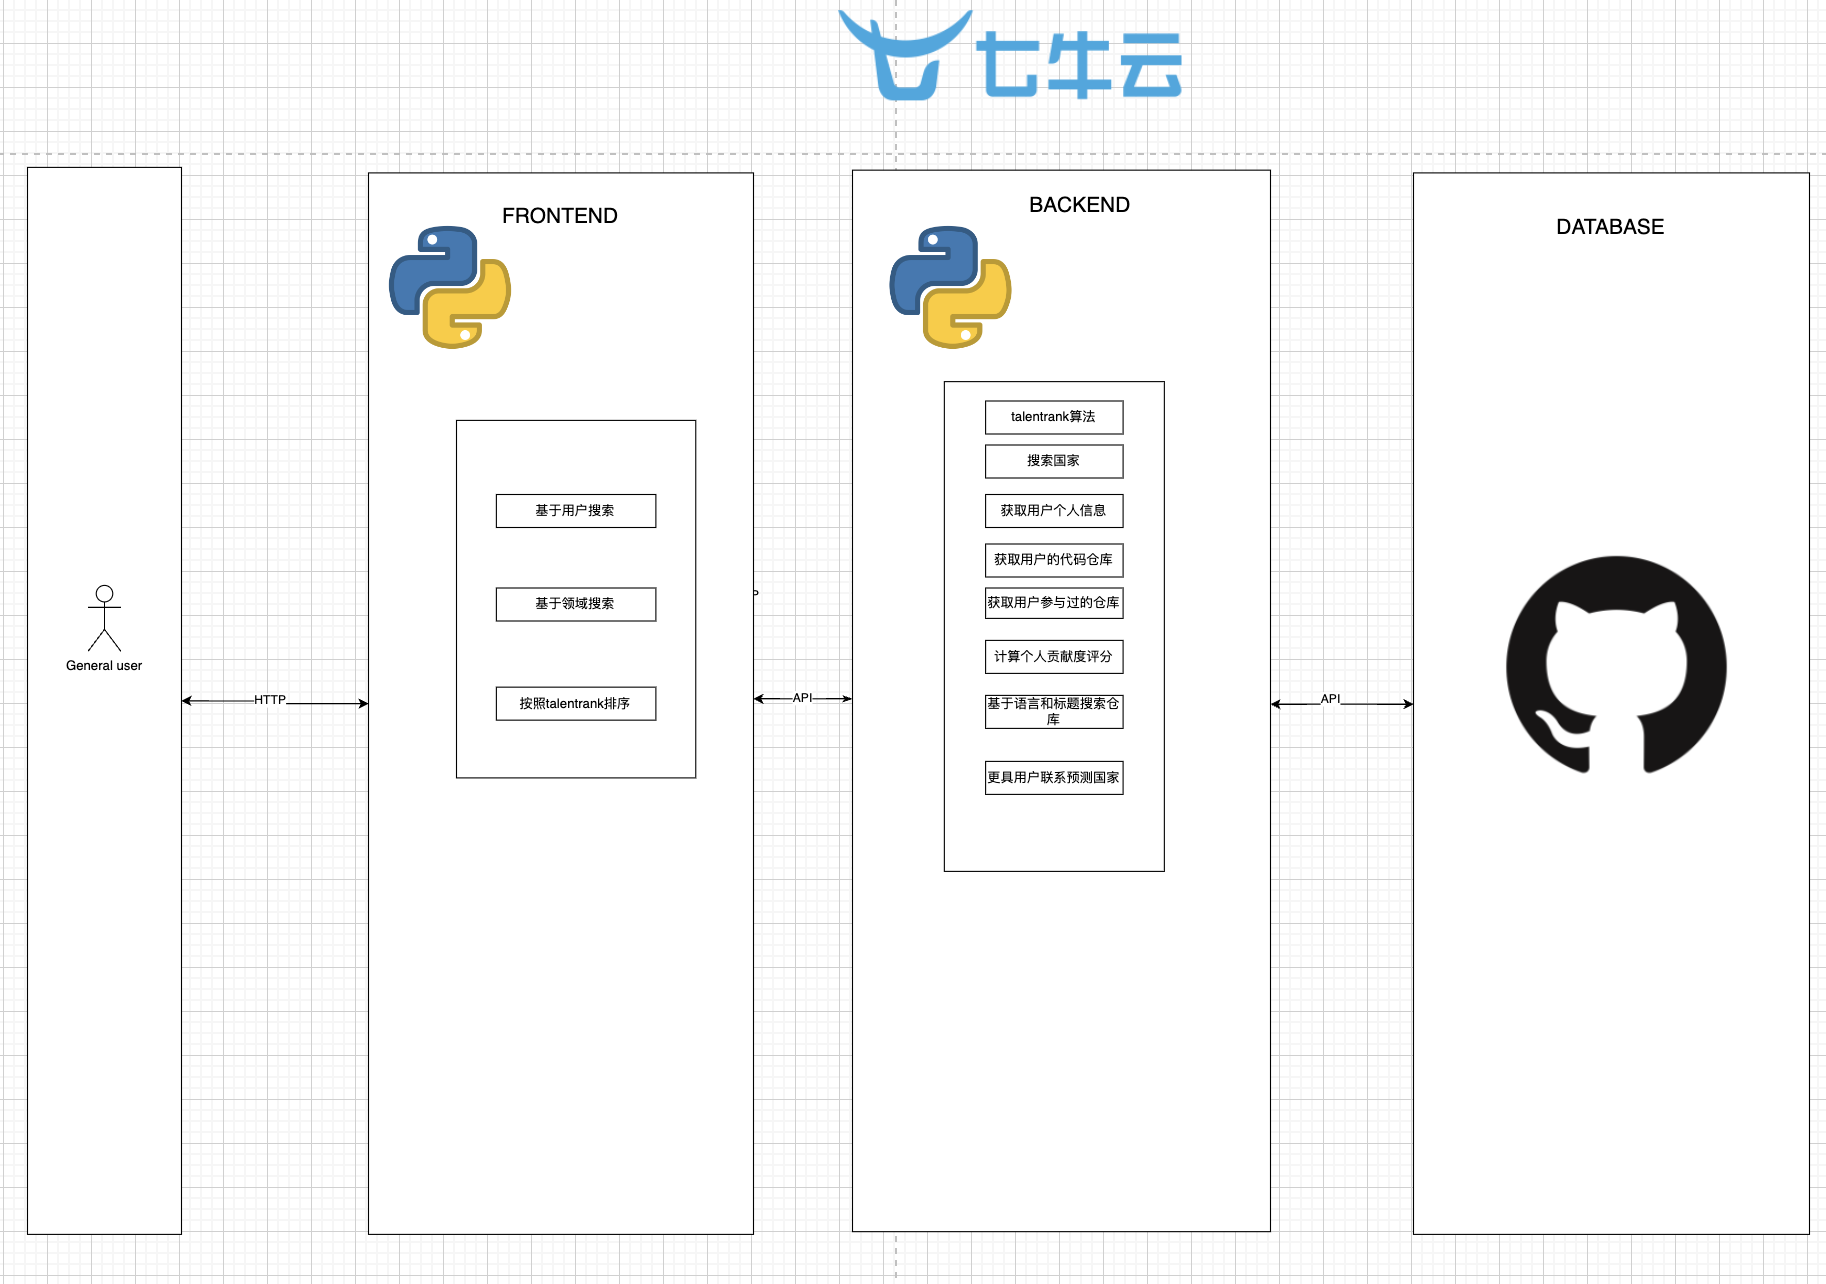 七牛云
General user
HTTP
FRONTEND
基于用户搜索
基于领域搜索
按照talentrank排序
API
BACKEND
talentrank算法
搜索国家
获取用户个人信息
获取用户的代码仓库
获取用户参与过的仓库
计算个人贡献度评分
基于语言和标题搜索仓
库
更具用户联系预测国家
API
DATABASE